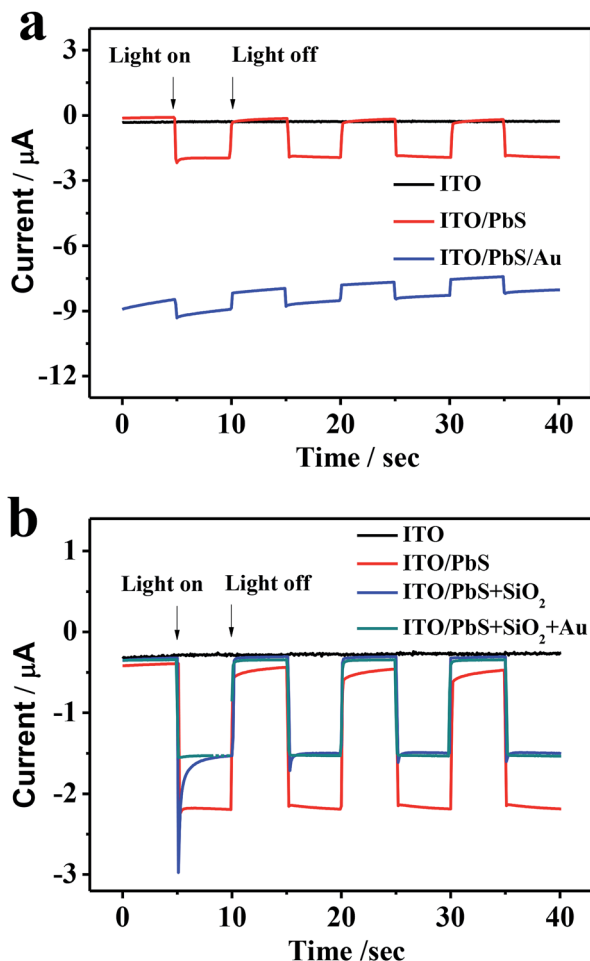 a
Light on
Light off
3
0
-3
-6
-9
-12
Current / μA
ITO
ITO/PbS
ITO/PbS/Au
0
10
20
30
40
Time / sec
b
ITO
ITO/PbS
ITO/PbS+SiO₂
ITO/PbS+SiO₂+Au
Light on
Light off
1
0
-1
-2
-3
Current / μA
0
10
20
30
40
Time /sec